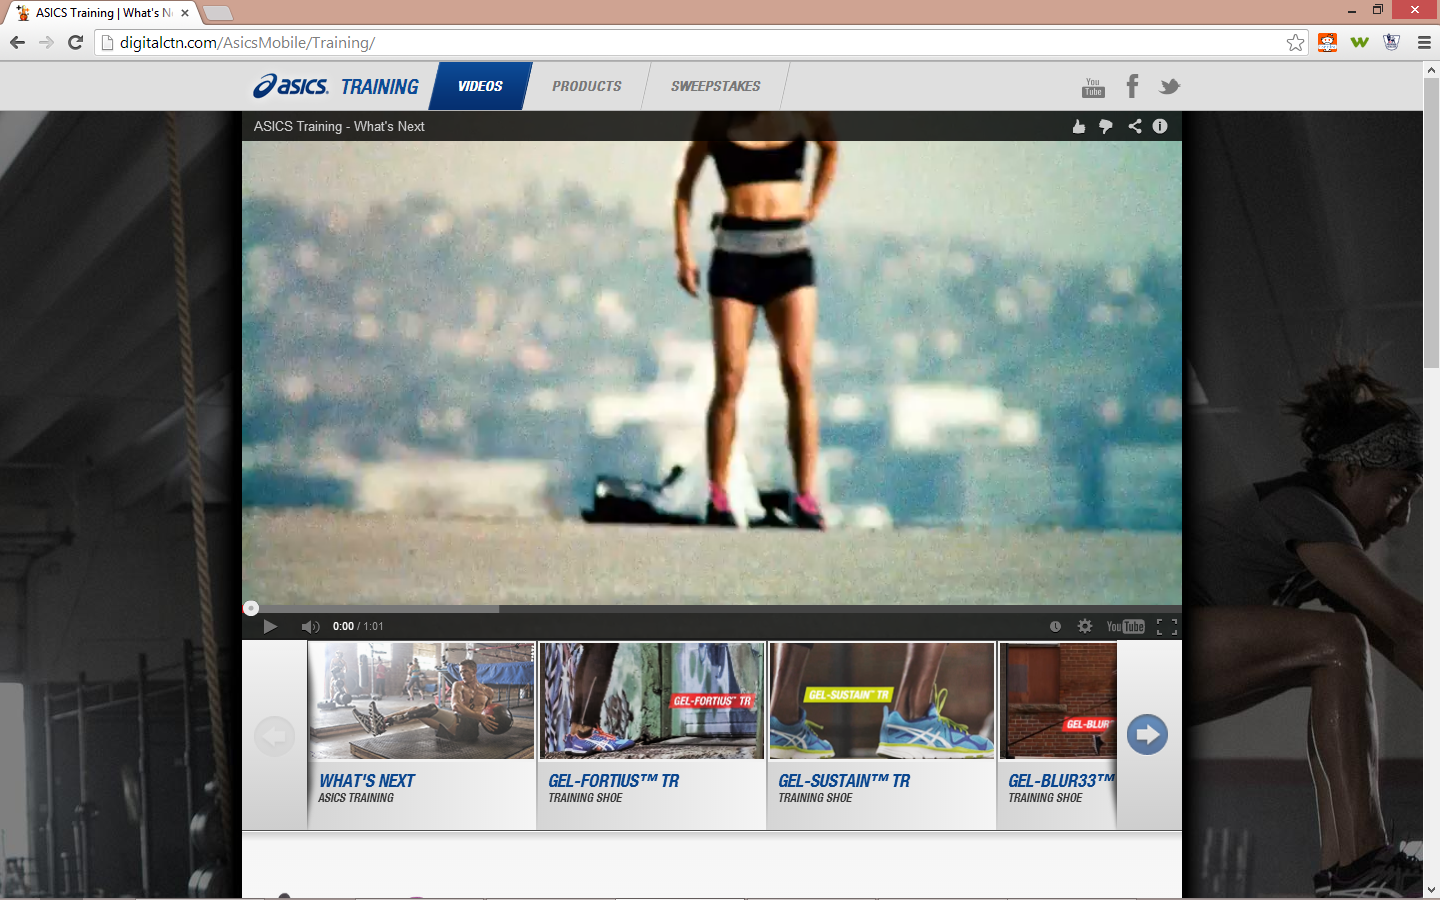 ASICS Training | What's N
digitalctn.com/AsicsMobile/Training/
asics. TRAINING
VIDEOS
PRODUCTS
SWEEPSTAKES
You Tube
ASICS Training - What's Next
0:00 / 1:01
YouTube
GEL-FORTIUS™ TR
GEL-SUSTAIN™ TR
GEL-BLUR
WHAT'S NEXT
ASICS TRAINING
GEL-FORTIUS™ TR
TRAINING SHOE
GEL-SUSTAIN™ TR
TRAINING SHOE
GEL-BLUR33™
TRAINING SHOE